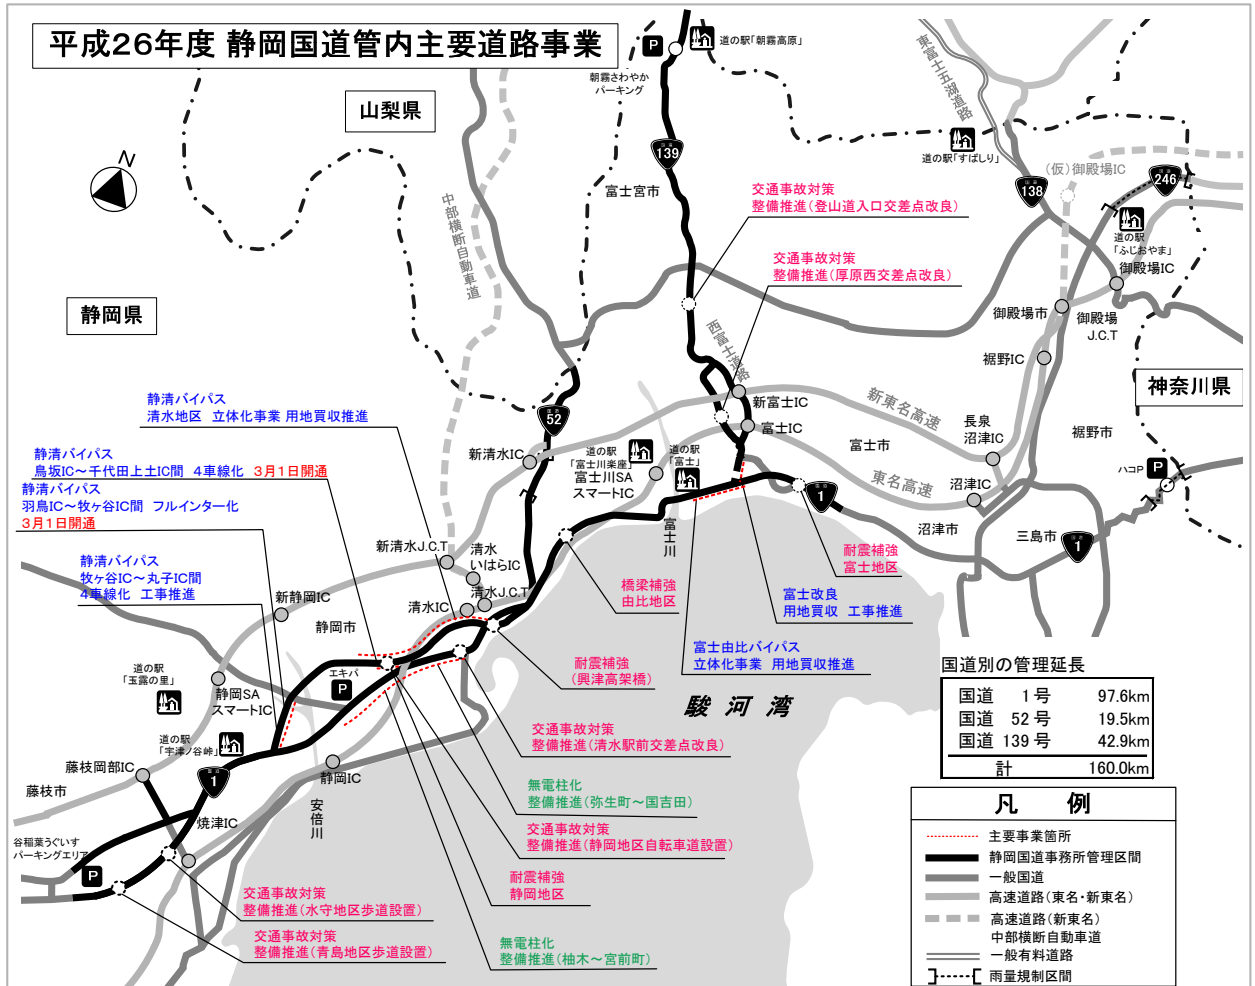 平成26年度 静岡国道管内主要道路事業
P
道の駅「朝霧高原」
朝霧さわやか
パーキング
東富士五湖道路
山梨県
N
国道
139
道の駅「すばしり」
(仮)御殿場IC
国道
246
国道
138
富士宮市
交通事故対策
整備推進(登山道入口交差点改良)
中部横断自動車道
道の駅
「ふじおやま」
交通事故対策
整備推進(厚原西交差点改良)
御殿場IC
静岡県
御殿場市
御殿場
J.C.T
西富士道路
裾野IC
神奈川県
静清バイパス
清水地区 立体化事業 用地買収推進
国道
52
新富士IC
新東名高速
富士IC
長泉
沼津IC
裾野市
富士市
静清バイパス
鳥坂IC~千代田上土IC間 4車線化 3月1日開通
静清バイパス
羽鳥IC~牧ヶ谷IC間 フルインター化
3月1日開通
新清水IC
道の駅
「富士川楽座」
富士川SA
スマートIC
道の駅
「富士」
ハコP
P
東名高速
沼津IC
国道
1
富士川
沼津市
三島市
国道
1
新清水J.C.T
清水
いはらIC
耐震補強
富士地区
静清バイパス
牧ヶ谷IC~丸子IC間
4車線化 工事推進
橋梁補強
由比地区
富士改良
用地買収 工事推進
新静岡IC
清水J.C.T
清水IC
静岡市
富士由比バイパス
立体化事業 用地買収推進
道の駅
「玉露の里」
エキパ
P
静岡SA
スマートIC
耐震補強
(興津高架橋)
駿河湾
国道別の管理延長
国道 1号 97.6km
国道 52号 19.5km
国道 139号 42.9km
計 160.0km
道の駅
「宇津ノ谷峠」
交通事故対策
整備推進(清水駅前交差点改良)
藤枝岡部IC
国道
1
静岡IC
藤枝市
無電柱化
整備推進(弥生町~国吉田)
安倍川
焼津IC
交通事故対策
整備推進(静岡地区自転車道設置)
谷稲葉うぐいす
パーキングエリア
P
耐震補強
静岡地区
交通事故対策
整備推進(水守地区歩道設置)
交通事故対策
整備推進(青島地区歩道設置)
無電柱化
整備推進(柚木~宮前町)
凡例
主要事業箇所
静岡国道事務所管理区間
一般国道
高速道路(東名・新東名)
高速道路(新東名)
中部横断自動車道
一般有料道路
雨量規制区間